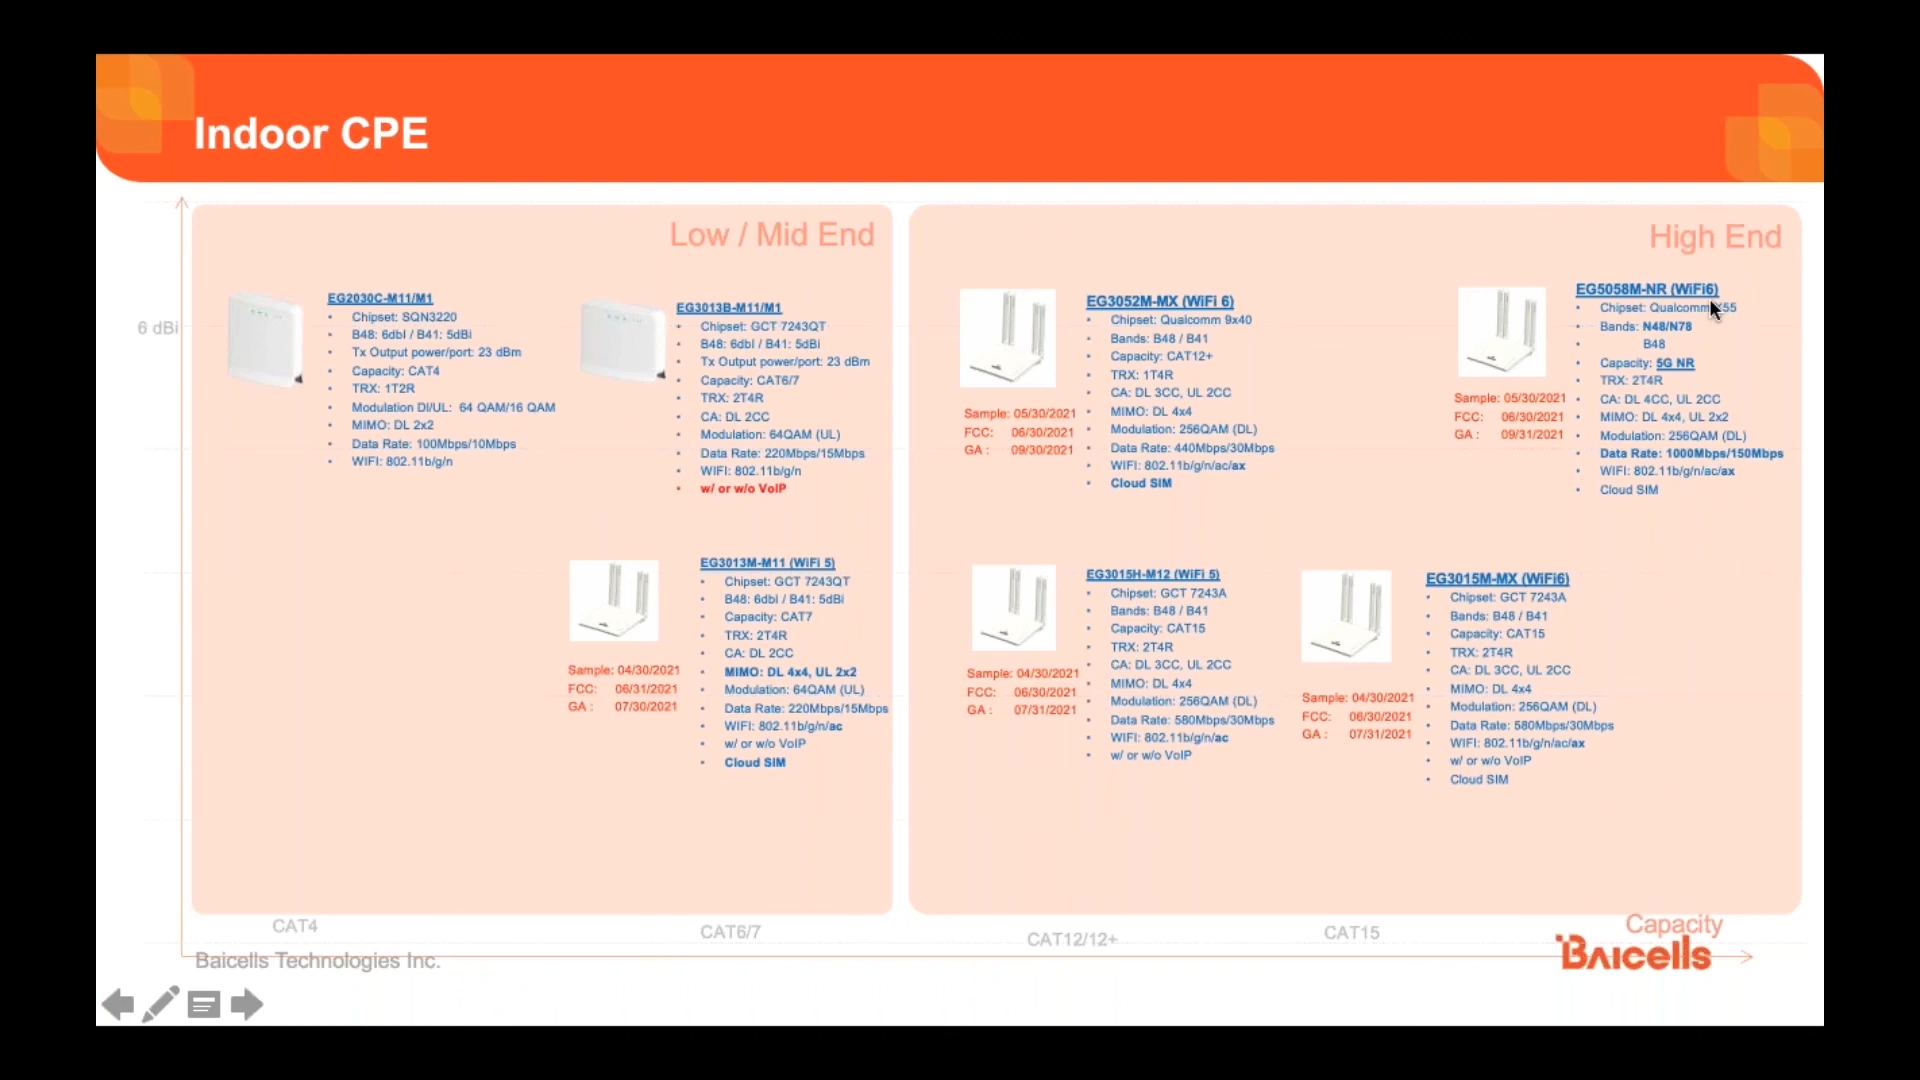 Indoor CPE
Low / Mid End
High End
6 dBi
EG2030C-M11/M1
• Chipset: SQN3220
• B48: 6dbI / B41: 5dBi
• Tx Output power/port: 23 dBm
• Capacity: CAT4
• TRX: 1T2R
• Modulation Dl/UL: 64 QAM/16 QAM
• MIMO: DL 2x2
• Data Rate: 100Mbps/10Mbps
• WIFI: 802.11b/g/n
EG3013B-M11/M1
• Chipset: GCT 7243QT
• B48: 6dbI / B41: 5dBi
• Tx Output power/port: 23 dBm
• Capacity: CAT6/7
• TRX: 2T4R
• CA: DL 2CC
• Modulation: 64QAM (UL)
• Data Rate: 220Mbps/15Mbps
• WIFI: 802.11b/g/n
• w/ or w/o VoIP
EG3013M-M11 (WiFi 5)
• Chipset: GCT 7243QT
• B48: 6dbI / B41: 5dBi
• Capacity: CAT7
• TRX: 2T4R
• CA: DL 2CC
• MIMO: DL 4x4, UL 2x2
• Modulation: 64QAM (UL)
• Data Rate: 220Mbps/15Mbps
• WIFI: 802.11b/g/n/ac
• w/ or w/o VoIP
• Cloud SIM
Sample: 04/30/2021
FCC: 06/31/2021
GA : 07/30/2021
EG3052M-MX (WiFi 6)
• Chipset: Qualcomm 9x40
• Bands: B48 / B41
• Capacity: CAT12+
• TRX: 1T4R
• CA: DL 3CC, UL 2CC
• MIMO: DL 4x4
• Modulation: 256QAM (DL)
• Data Rate: 440Mbps/30Mbps
• WIFI: 802.11b/g/n/ac/ax
• Cloud SIM
Sample: 05/30/2021
FCC: 06/30/2021
GA : 09/30/2021
EG5058M-NR (WiFi6)
• Chipset: Qualcomm 55
• Bands: N48/N78
• B48
• Capacity: 5G NR
• TRX: 2T4R
• CA: DL 4CC, UL 2CC
• MIMO: DL 4x4, UL 2x2
• Modulation: 256QAM (DL)
• Data Rate: 1000Mbps/150Mbps
• WIFI: 802.11b/g/n/ac/ax
• Cloud SIM
Sample: 05/30/2021
FCC: 06/30/2021
GA : 09/31/2021
EG3015H-M12 (WiFi 5)
• Chipset: GCT 7243A
• Bands: B48 / B41
• Capacity: CAT15
• TRX: 2T4R
• CA: DL 3CC, UL 2CC
• MIMO: DL 4x4
• Modulation: 256QAM (DL)
• Data Rate: 580Mbps/30Mbps
• WIFI: 802.11b/g/n/ac
• w/ or w/o VoIP
Sample: 04/30/2021
FCC: 06/30/2021
GA : 07/31/2021
EG3015M-MX (WiFi6)
• Chipset: GCT 7243A
• Bands: B48 / B41
• Capacity: CAT15
• TRX: 2T4R
• CA: DL 3CC, UL 2CC
• MIMO: DL 4x4
• Modulation: 256QAM (DL)
• Data Rate: 580Mbps/30Mbps
• WIFI: 802.11b/g/n/ac/ax
• w/ or w/o VoIP
• Cloud SIM
Sample: 04/30/2021
FCC: 06/30/2021
GA : 07/31/2021
CAT4
CAT6/7
CAT12/12+
CAT15
Capacity
Baicells Technologies Inc.
BAicells